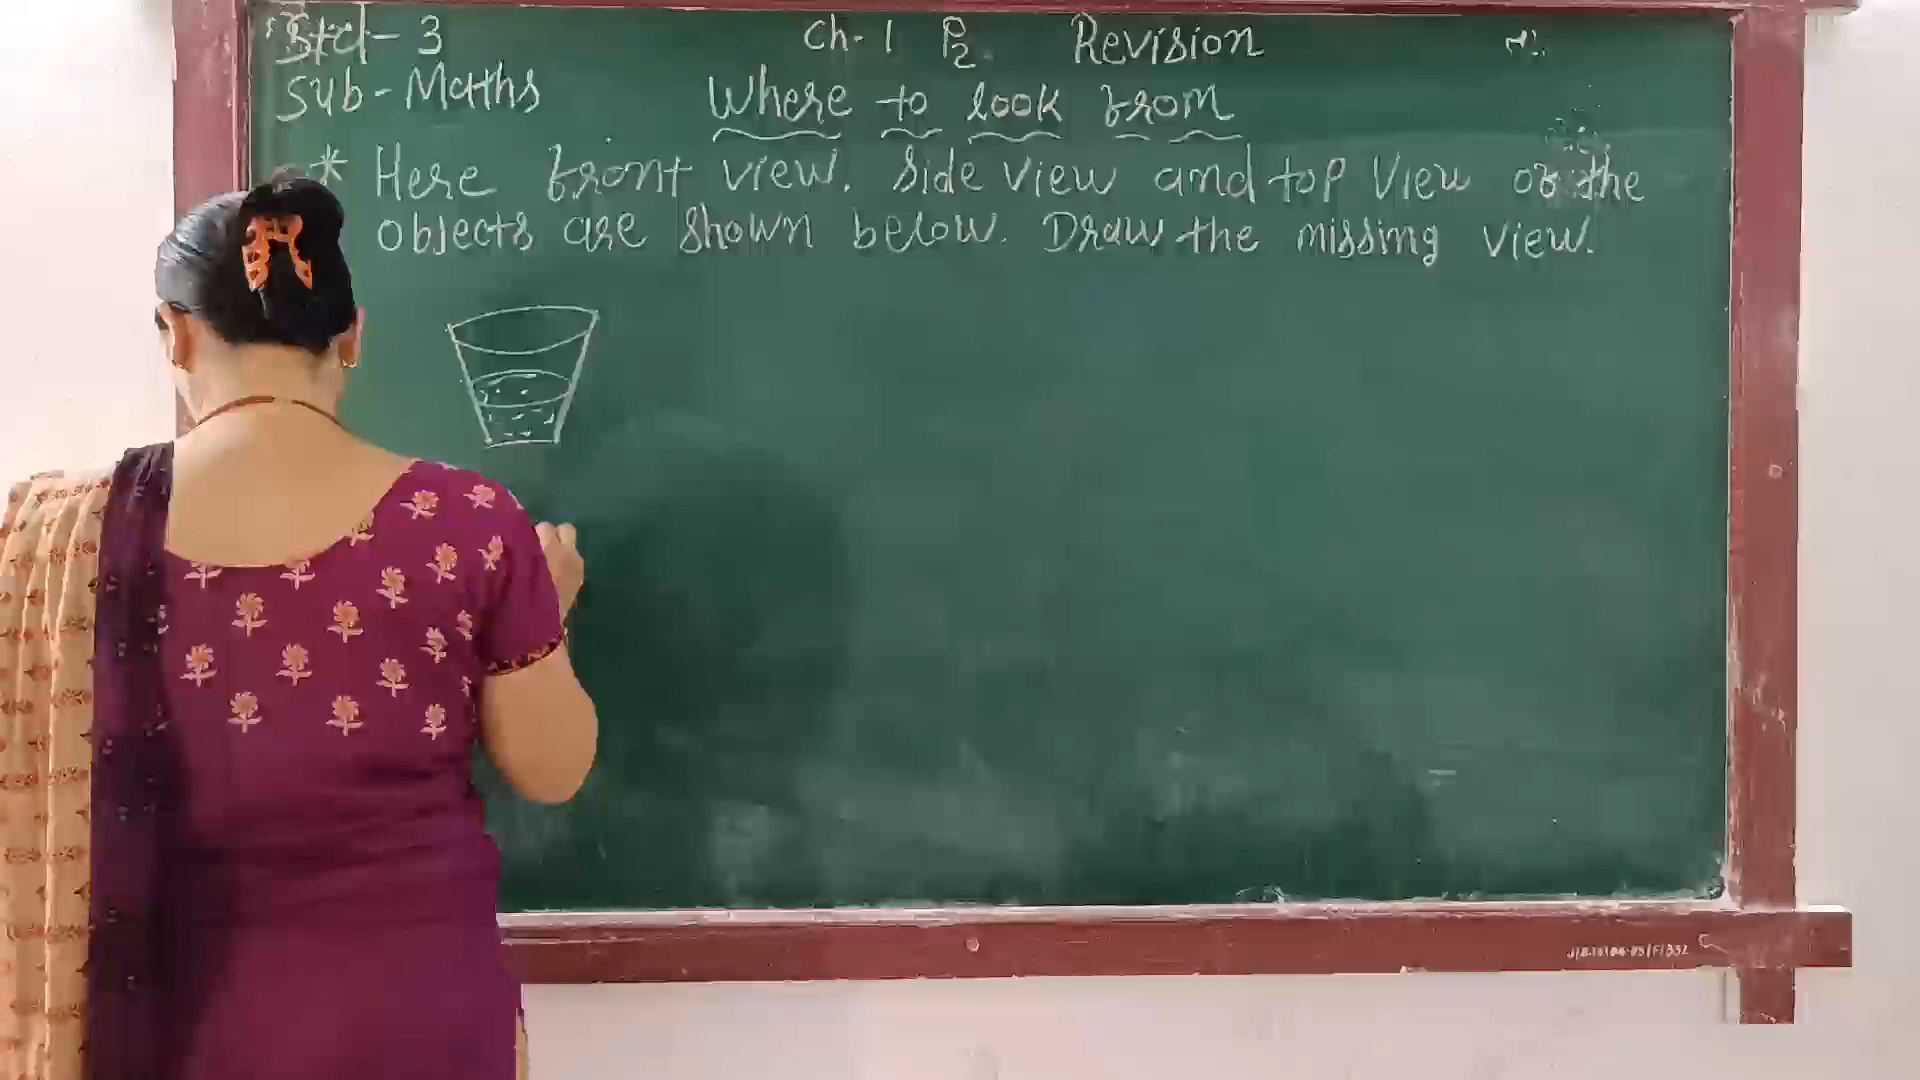 Std - 3 Ch-1 P2. Revision
Sub - Maths Where to look from
* Here front view. Side view and top view of the
objects are shown below. Draw the missing view.